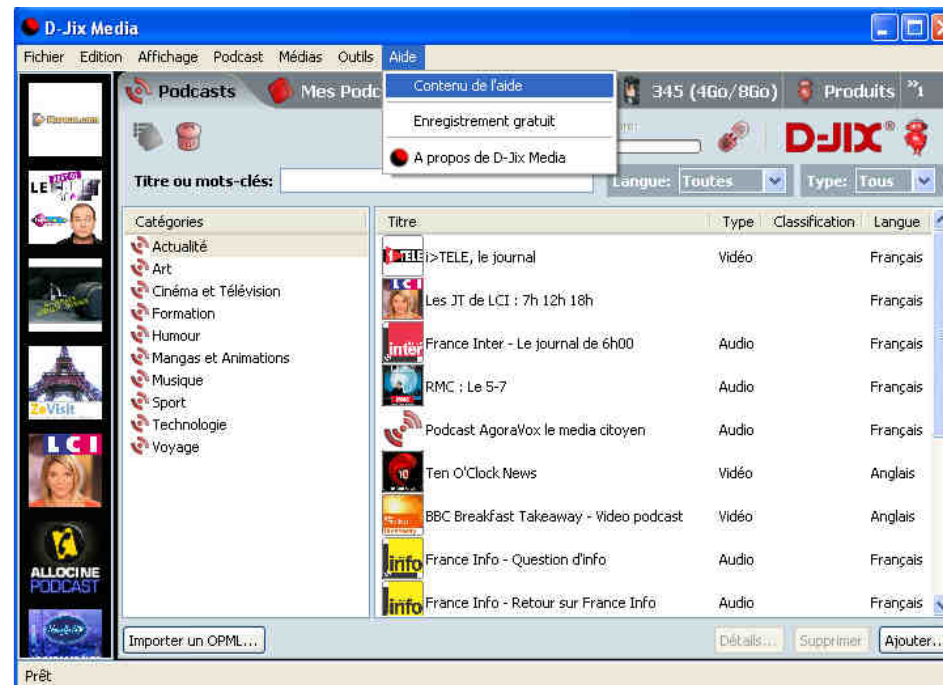 D-Jix Media
Fichier Edition Affichage Podcast Médias Outils Aide
Contenu de l'aide
Enregistrement gratuit
A propos de D-Jix Media
Podcasts Mes Podc 345 (4Go/8Go) Produits »1
D-JIX®
Titre ou mots-clés: Langue: Toutes Type: Tous
Catégories
Actualité
Art
Cinéma et Télévision
Formation
Humour
Mangas et Animations
Musique
Sport
Technologie
Voyage
Titre Type Classification Langue
i>TELE, le journal Vidéo Français
Les JT de LCI : 7h 12h 18h Français
France Inter - Le journal de 6h00 Audio Français
RMC : Le 5-7 Audio Français
Podcast AgoraVox le media citoyen Audio Français
Ten O'Clock News Vidéo Anglais
BBC Breakfast Takeaway - Video podcast Vidéo Anglais
France Info - Question d'info Audio Français
France Info - Retour sur France Info Audio Français
LE
ZeVisit
LCI
ALLOCINE
PODCAST
Importer un OPML... Détails... Supprimer Ajouter...
Prêt